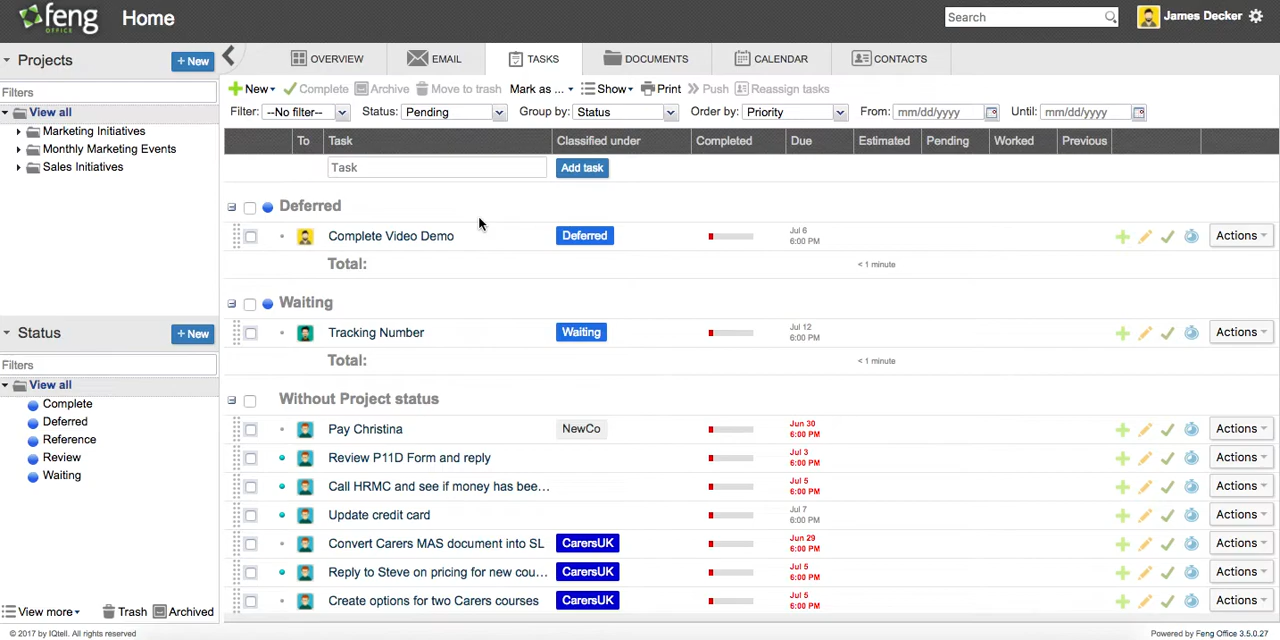 feng OFFICE Home Search James Decker
Projects + New OVERVIEW EMAIL TASKS DOCUMENTS CALENDAR CONTACTS
Filters New Complete Archive Move to trash Mark as ... Show Print Push Reassign tasks
View all Filter: --No filter-- Status: Pending Group by: Status Order by: Priority From: mm/dd/yyyy Until: mm/dd/yyyy
Marketing Initiatives
Monthly Marketing Events
Sales Initiatives
To Task Classified under Completed Due Estimated Pending Worked Previous
Task Add task
Deferred
Complete Video Demo Deferred Jul 6 6:00 PM Actions
Total: < 1 minute
Waiting
Tracking Number Waiting Jul 12 6:00 PM Actions
Total: < 1 minute
Without Project status
Pay Christina NewCo Jun 30 6:00 PM Actions
Review P11D Form and reply Jul 3 6:00 PM Actions
Call HRMC and see if money has bee... Jul 5 6:00 PM Actions
Update credit card Jul 7 6:00 PM Actions
Convert Carers MAS document into SL CarersUK Jun 29 6:00 PM Actions
Reply to Steve on pricing for new cou... CarersUK Jul 5 6:00 PM Actions
Create options for two Carers courses CarersUK Jul 5 6:00 PM Actions
Status + New
Filters
View all
Complete
Deferred
Reference
Review
Waiting
View more Trash Archived
© 2017 by IQtell. All rights reserved Powered by Feng Office 3.5.0.27